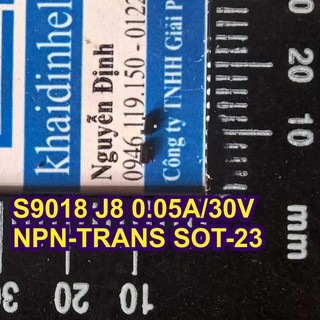 khaidinhel
Nguyễn Định
0946.119.150 - 0122
Công ty TNHH Giải P
S9018 J8 0.05A/30V
NPN-TRANS SOT-23
20
10
mm
30
20
10